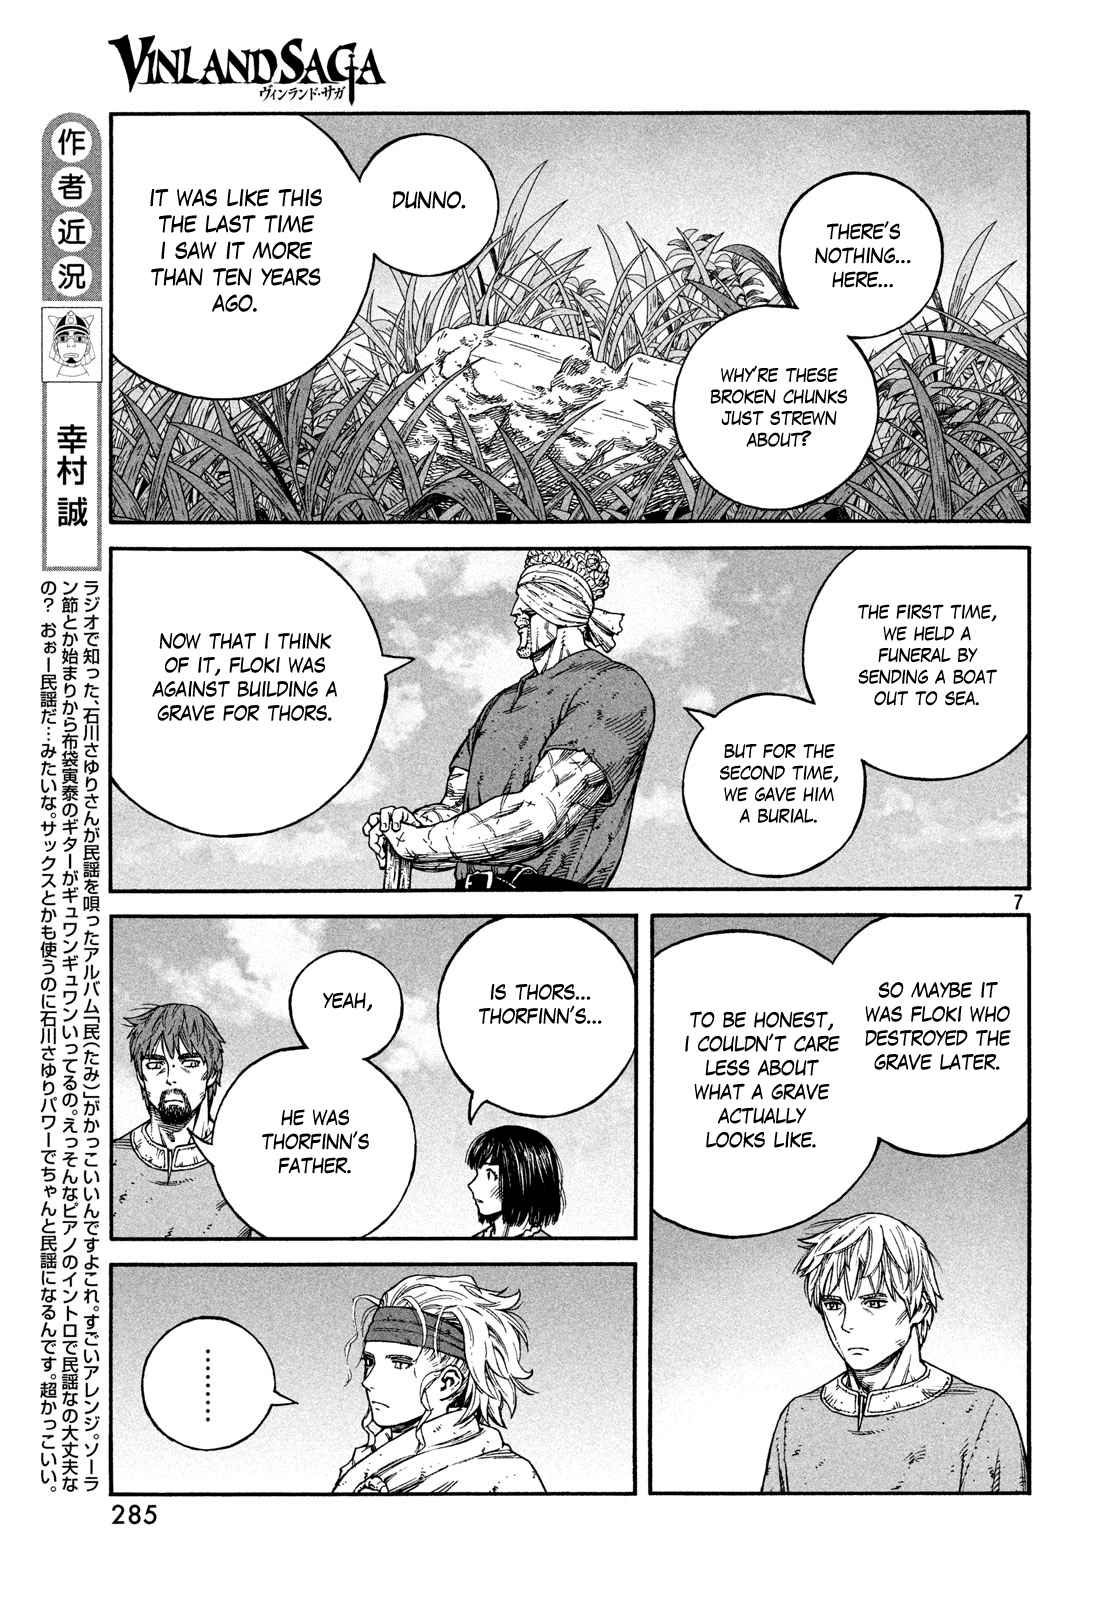 VINLAND SAGA
ヴィンランド・サガ
THERE'S
NOTHING...
HERE...
WHY'RE THESE
BROKEN CHUNKS
JUST STREWN
ABOUT?
DUNNO.
IT WAS LIKE THIS
THE LAST TIME
I SAW IT MORE
THAN TEN YEARS
AGO.
THE FIRST TIME,
WE HELD A
FUNERAL BY
SENDING A BOAT
OUT TO SEA.
BUT FOR THE
SECOND TIME,
WE GAVE HIM
A BURIAL.
NOW THAT I THINK
OF IT, FLOKI WAS
AGAINST BUILDING A
GRAVE FOR THORS.
7
SO MAYBE IT
WAS FLOKI WHO
DESTROYED THE
GRAVE LATER.
TO BE HONEST,
I COULDN'T CARE
LESS ABOUT
WHAT A GRAVE
ACTUALLY
LOOKS LIKE.
IS THORS...
THORFINN'S...
YEAH,
HE WAS
THORFINN'S
FATHER.
………
作者近況
幸村 誠
ラジオで知った、石川さゆりさんが民謡を唄ったアルバム「民(たみ)」がかっこいいんですよこれ。すごいアレンジ。ソーラ
ン節とか始まりから布袋寅泰のギターがギュワンギュワンいってるの。えっそんなピアノのイントロで民謡なの大丈夫な
の? おぉー民謡だ…みたいな。サックスとかも使うのに石川さゆりパワーでちゃんと民謡になるんです。超かっこいい。
285